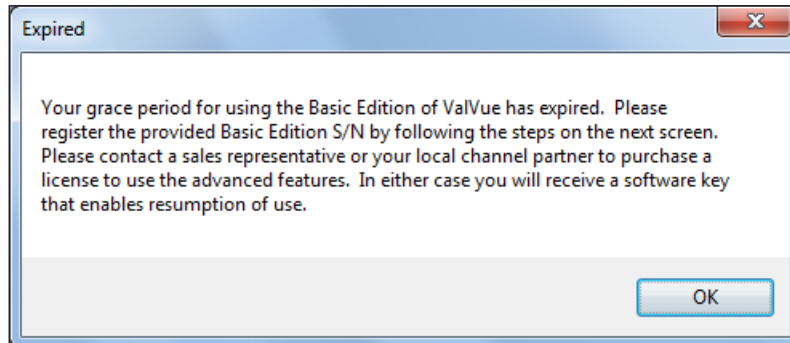 Expired
Your grace period for using the Basic Edition of ValVue has expired.  Please
register the provided Basic Edition S/N by following the steps on the next screen.
Please contact a sales representative or your local channel partner to purchase a
license to use the advanced features.  In either case you will receive a software key
that enables resumption of use.
OK